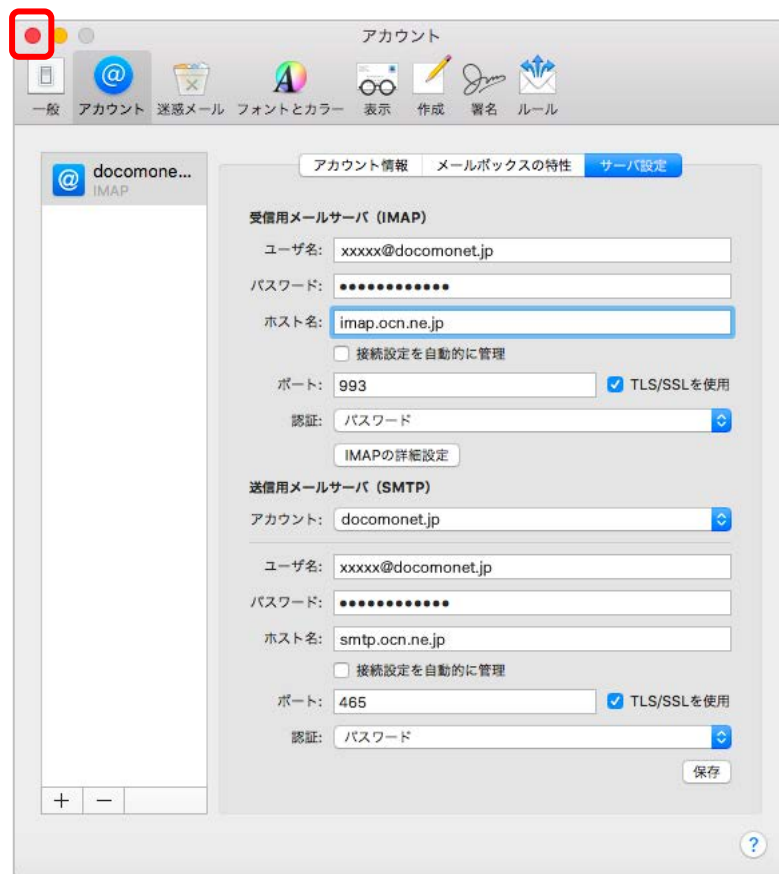 アカウント
一般 アカウント 迷惑メール フォントとカラー 表示 作成 署名 ルール
docomone...
IMAP
アカウント情報 メールボックスの特性 サーバ設定
受信用メールサーバ（IMAP）
ユーザ名: xxxxx@docomonet.jp
パスワード: ●●●●●●●●●●●●
ホスト名: imap.ocn.ne.jp
接続設定を自動的に管理
ポート: 993 TLS/SSLを使用
認証: パスワード
IMAPの詳細設定
送信用メールサーバ（SMTP）
アカウント: docomonet.jp
ユーザ名: xxxxx@docomonet.jp
パスワード: ●●●●●●●●●●●●
ホスト名: smtp.ocn.ne.jp
接続設定を自動的に管理
ポート: 465 TLS/SSLを使用
認証: パスワード
保存
+ −
?